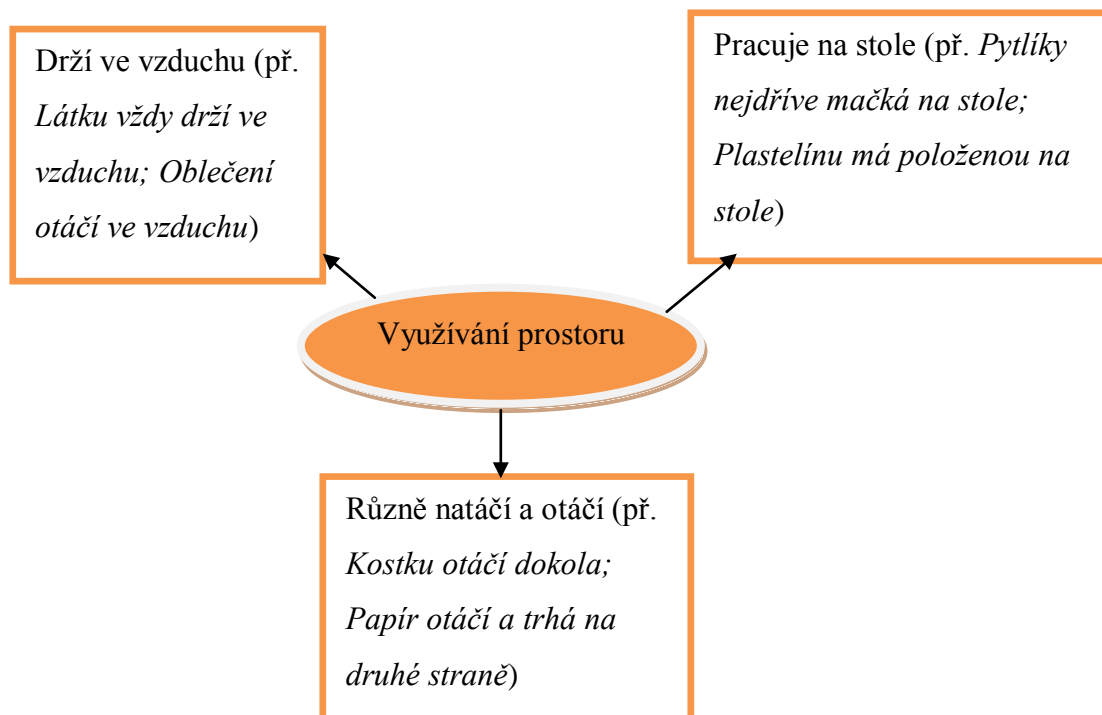 Drží ve vzduchu (př.
Látku vždy drží ve
vzduchu; Oblečení
otáčí ve vzduchu)
Pracuje na stole (př. Pytlíky
nejdříve mačká na stole;
Plastelínu má položenou na
stole)
Využívání prostoru
Různě natáčí a otáčí (př.
Kostku otáčí dokola;
Papír otáčí a trhá na
druhé straně)